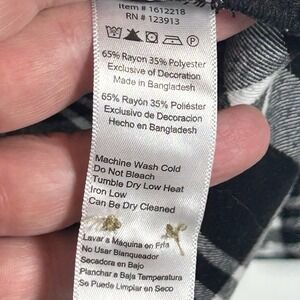 Item # 1612218
RN # 123913
65% Rayon 35% Polyester
Exclusive of Decoration
Made in Bangladesh
65% Rayón 35% Poliéster
Exclusivo de Decoracion
Hecho en Bangladesh
Machine Wash Cold
Do Not Bleach
Tumble Dry Low Heat
Iron Low
Can Be Dry Cleaned
Lavar a Máquina en Fria
No Usar Blanqueador
Secadora en Bajo
Planchar a Baja Temperatura
Se Puede Limpiar en Seco